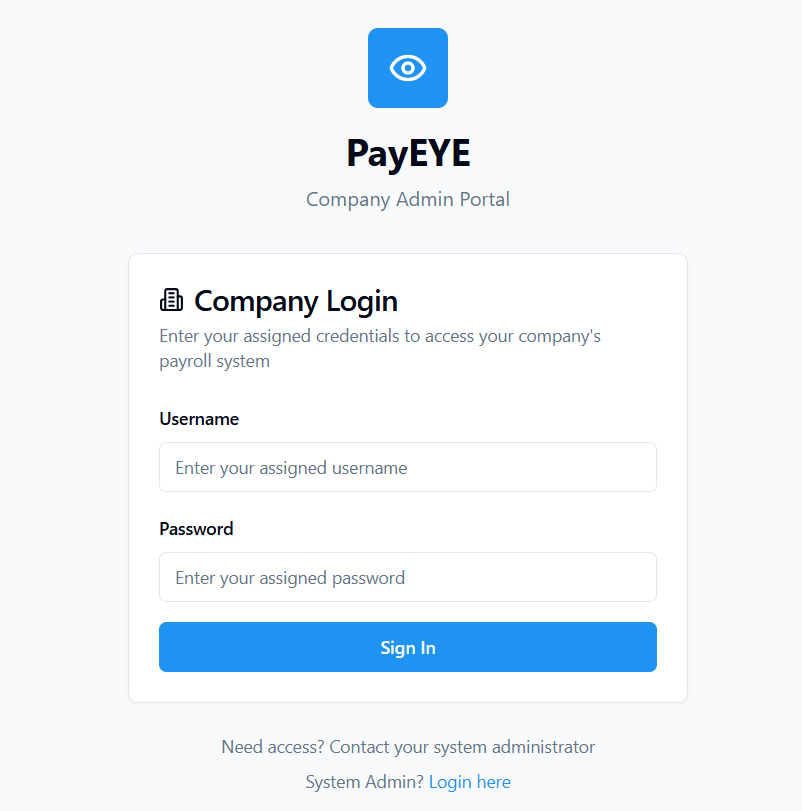 PayEYE
Company Admin Portal
Company Login
Enter your assigned credentials to access your company's
payroll system
Username
Enter your assigned username
Password
Enter your assigned password
Sign In
Need access? Contact your system administrator
System Admin? Login here